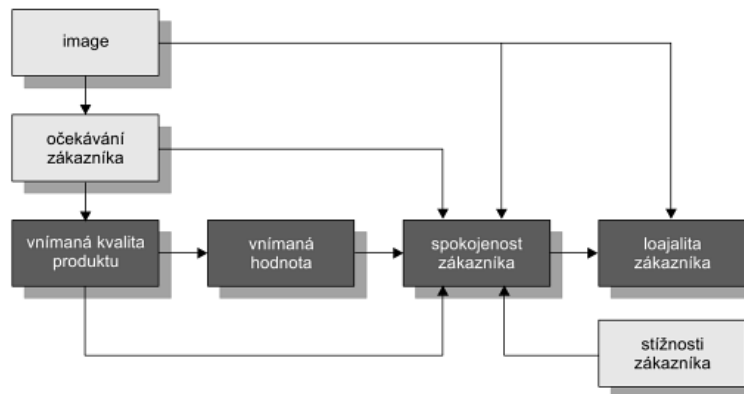 image
očekávání
zákazníka
vnímaná kvalita
produktu
vnímaná
hodnota
spokojenost
zákazníka
loajalita
zákazníka
stížnosti
zákazníka